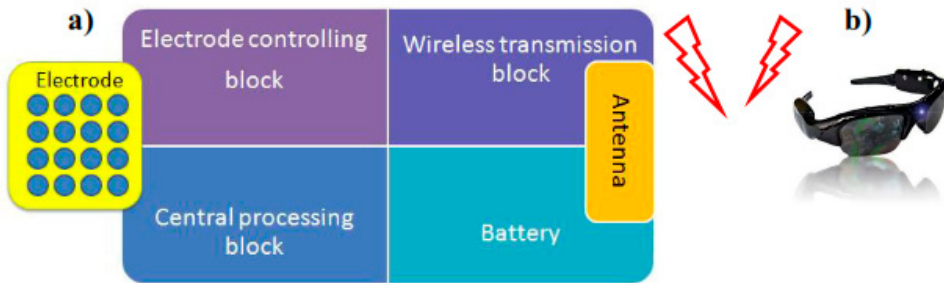 a)
Electrode controlling
block
Wireless transmission
block
b)
Electrode
Antenna
Central processing
block
Battery